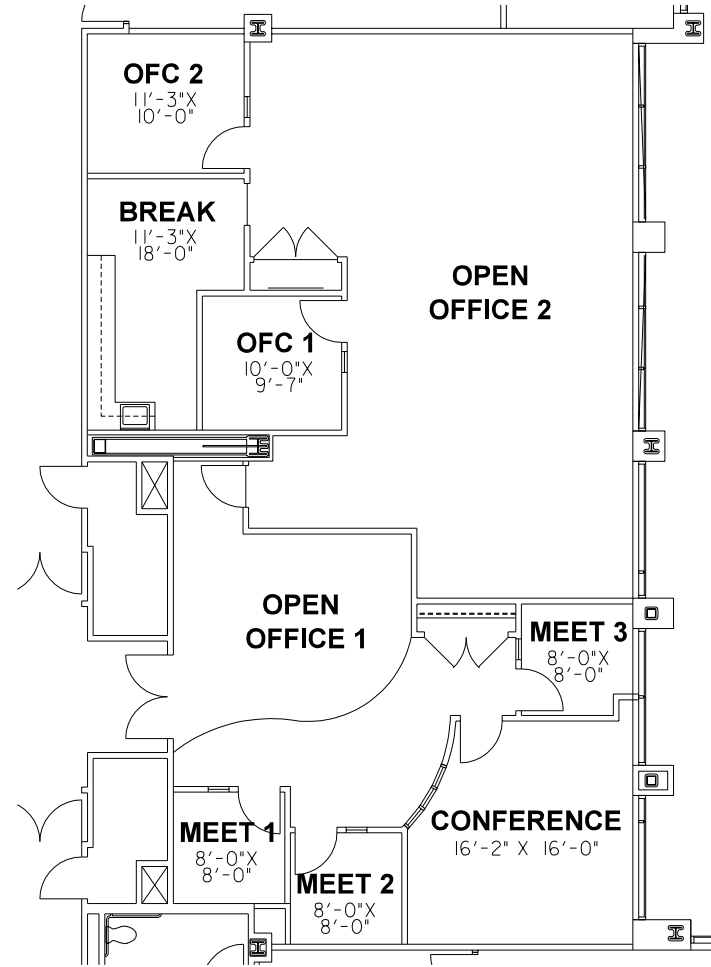 OFC 2
11'-3"X
10'-0"
BREAK
11'-3"X
18'-0"
OPEN
OFFICE 2
OFC 1
10'-0"X
9'-7"
OPEN
OFFICE 1
MEET 3
8'-0"X
8'-0"
CONFERENCE
16'-2" X 16'-0"
MEET 1
8'-0"X
8'-0"
MEET 2
8'-0"X
8'-0"